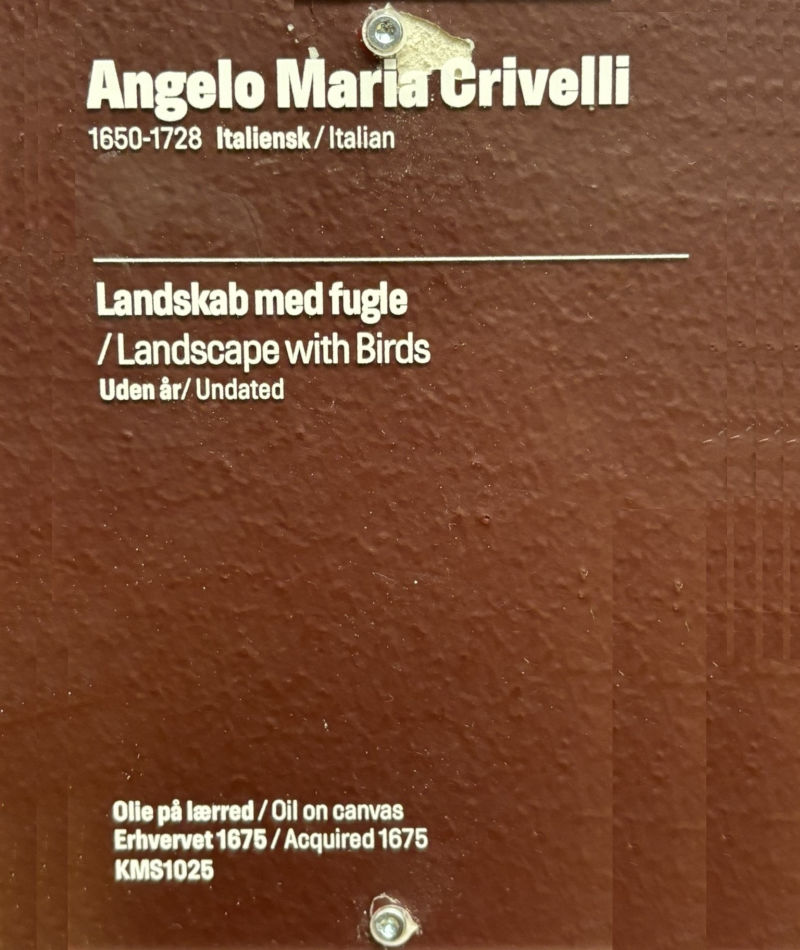 Angelo Maria Crivelli
1650-1728 Italiensk / Italian
Landskab med fugle
/ Landscape with Birds
Uden år/ Undated
Olie på lærred / Oil on canvas
Erhvervet 1675 / Acquired 1675
KMS1025